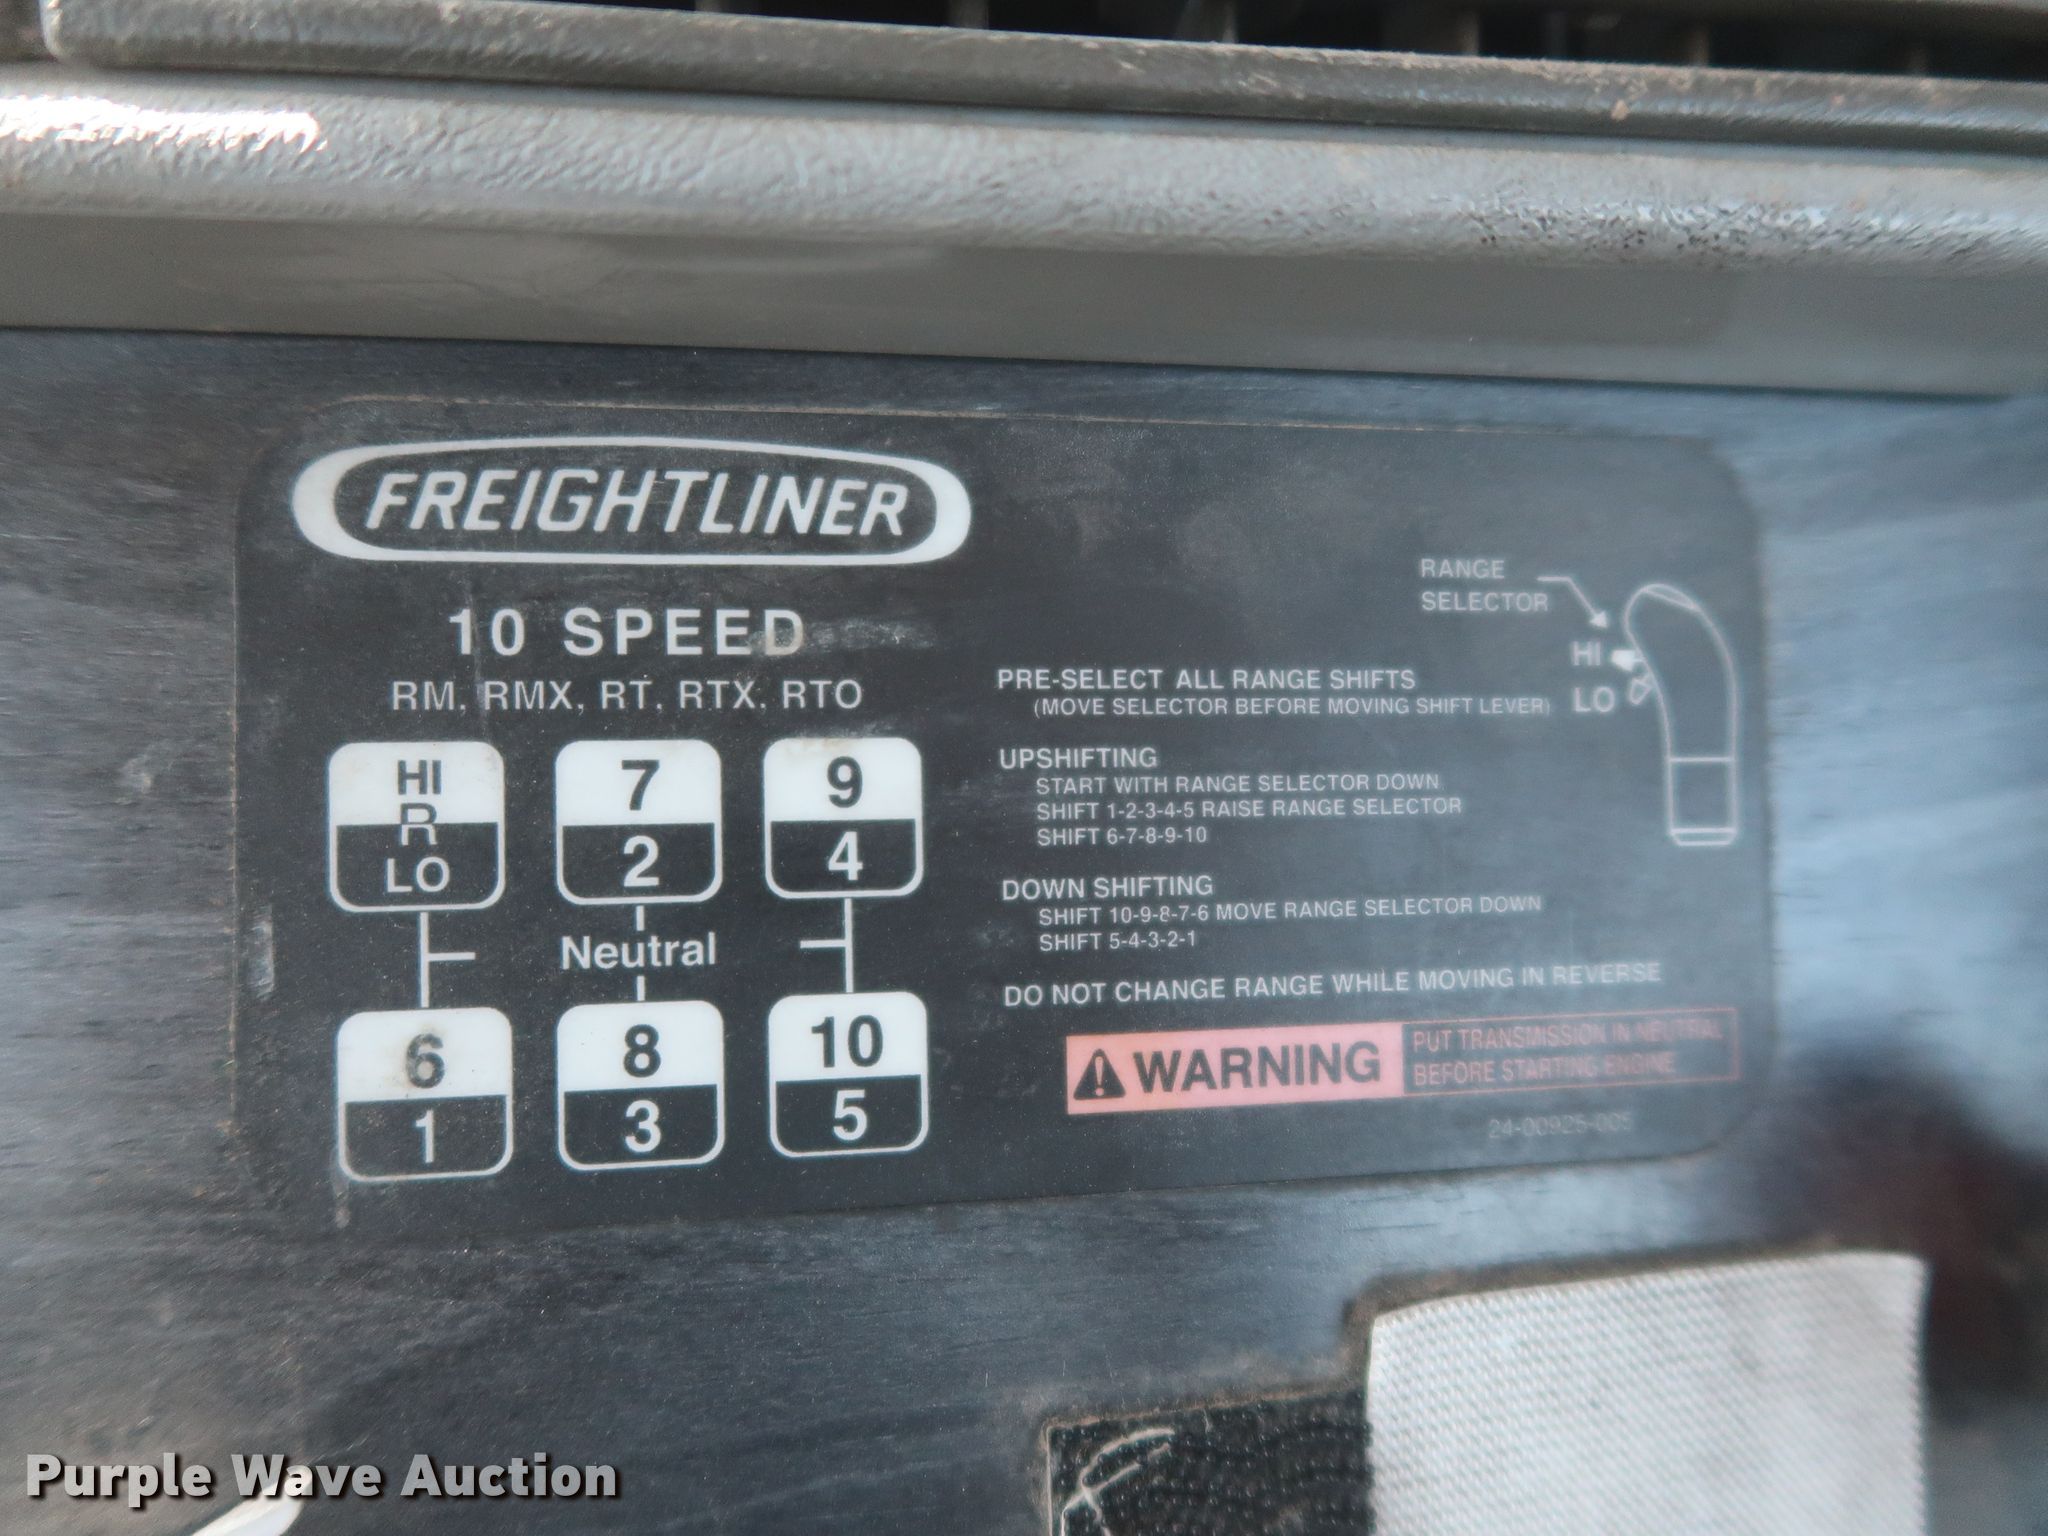 FREIGHTLINER
10 SPEED
RM, RMX, RT, RTX, RTO
HI
R
LO
7
2
9
4
Neutral
6
1
8
3
10
5
RANGE
SELECTOR
HI
LO
PRE-SELECT ALL RANGE SHIFTS
(MOVE SELECTOR BEFORE MOVING SHIFT LEVER)
UPSHIFTING
START WITH RANGE SELECTOR DOWN
SHIFT 1-2-3-4-5 RAISE RANGE SELECTOR
SHIFT 6-7-8-9-10
DOWN SHIFTING
SHIFT 10-9-8-7-6 MOVE RANGE SELECTOR DOWN
SHIFT 5-4-3-2-1
DO NOT CHANGE RANGE WHILE MOVING IN REVERSE
WARNING
PUT TRANSMISSION IN NEUTRAL
BEFORE STARTING ENGINE
24-00925-005
Purple Wave Auction